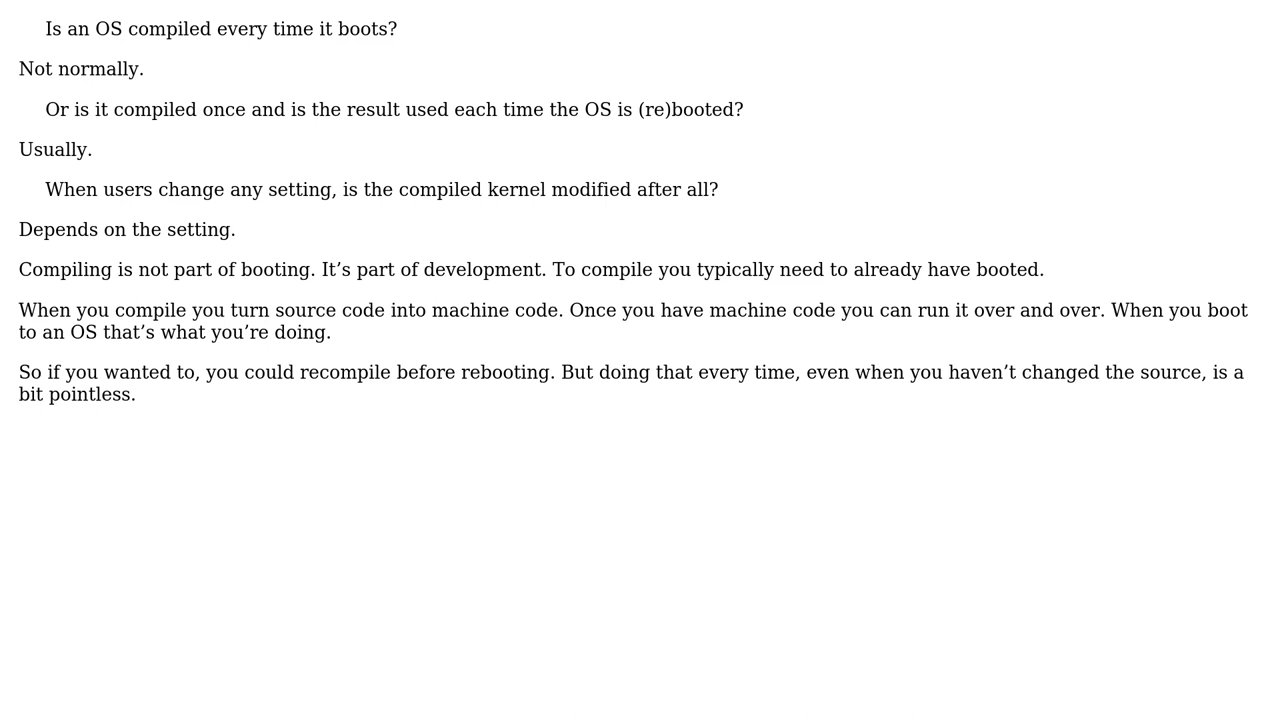 Is an OS compiled every time it boots?
Not normally.
Or is it compiled once and is the result used each time the OS is (re)booted?
Usually.
When users change any setting, is the compiled kernel modified after all?
Depends on the setting.
Compiling is not part of booting. It’s part of development. To compile you typically need to already have booted.
When you compile you turn source code into machine code. Once you have machine code you can run it over and over. When you boot
to an OS that’s what you’re doing.
So if you wanted to, you could recompile before rebooting. But doing that every time, even when you haven’t changed the source, is a
bit pointless.